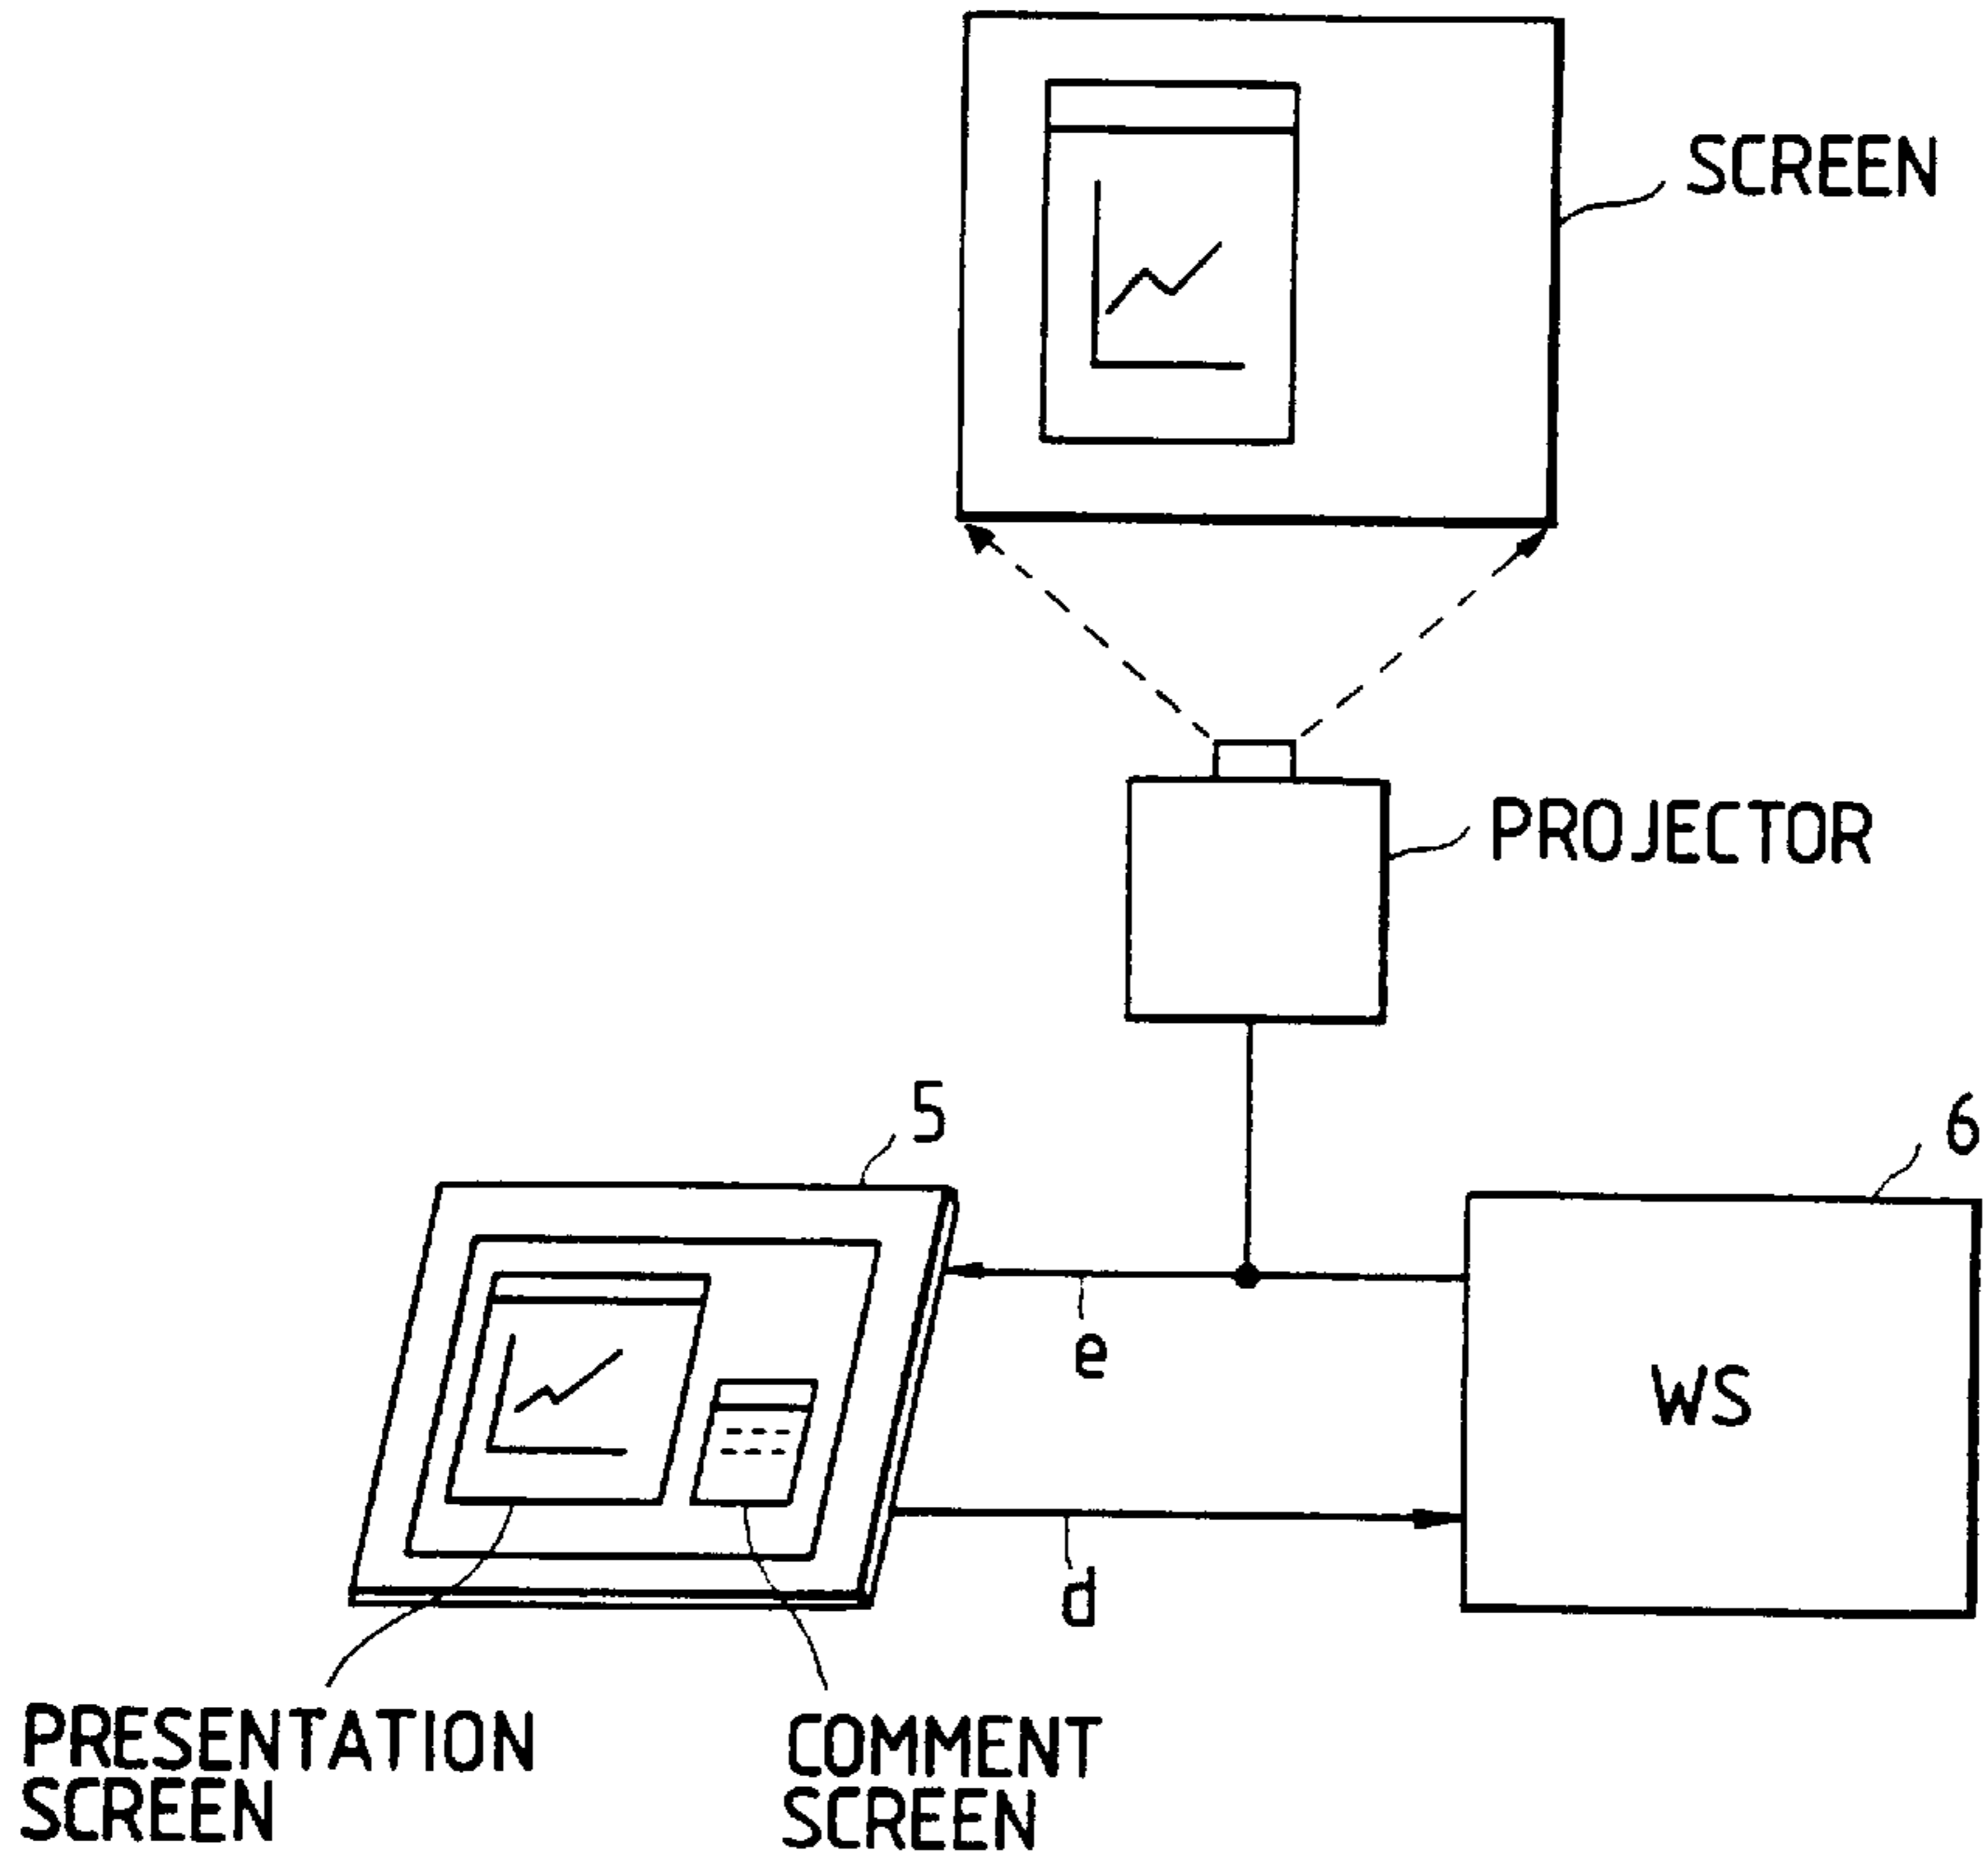 SCREEN
PROJECTOR
5
6
e
WS
d
PRESENTATION
SCREEN
COMMENT
SCREEN